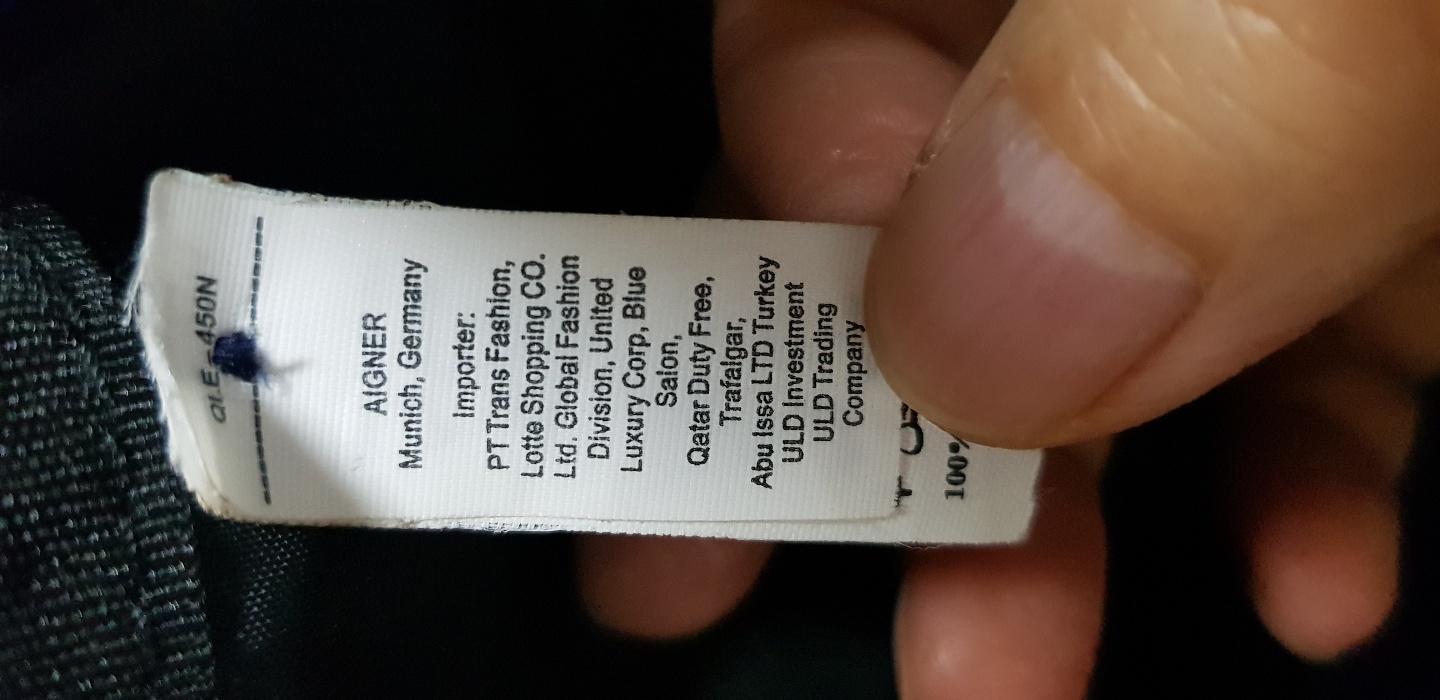 450N
AIGNER
Munich, Germany
Importer:
PT Trans Fashion,
Lotte Shopping CO.
Ltd. Global Fashion
Division, United
Luxury Corp, Blue
Salon,
Qatar Duty Free,
Trafalgar,
Abu Issa LTD Turkey
ULD Investment
ULD Trading
Company
100%